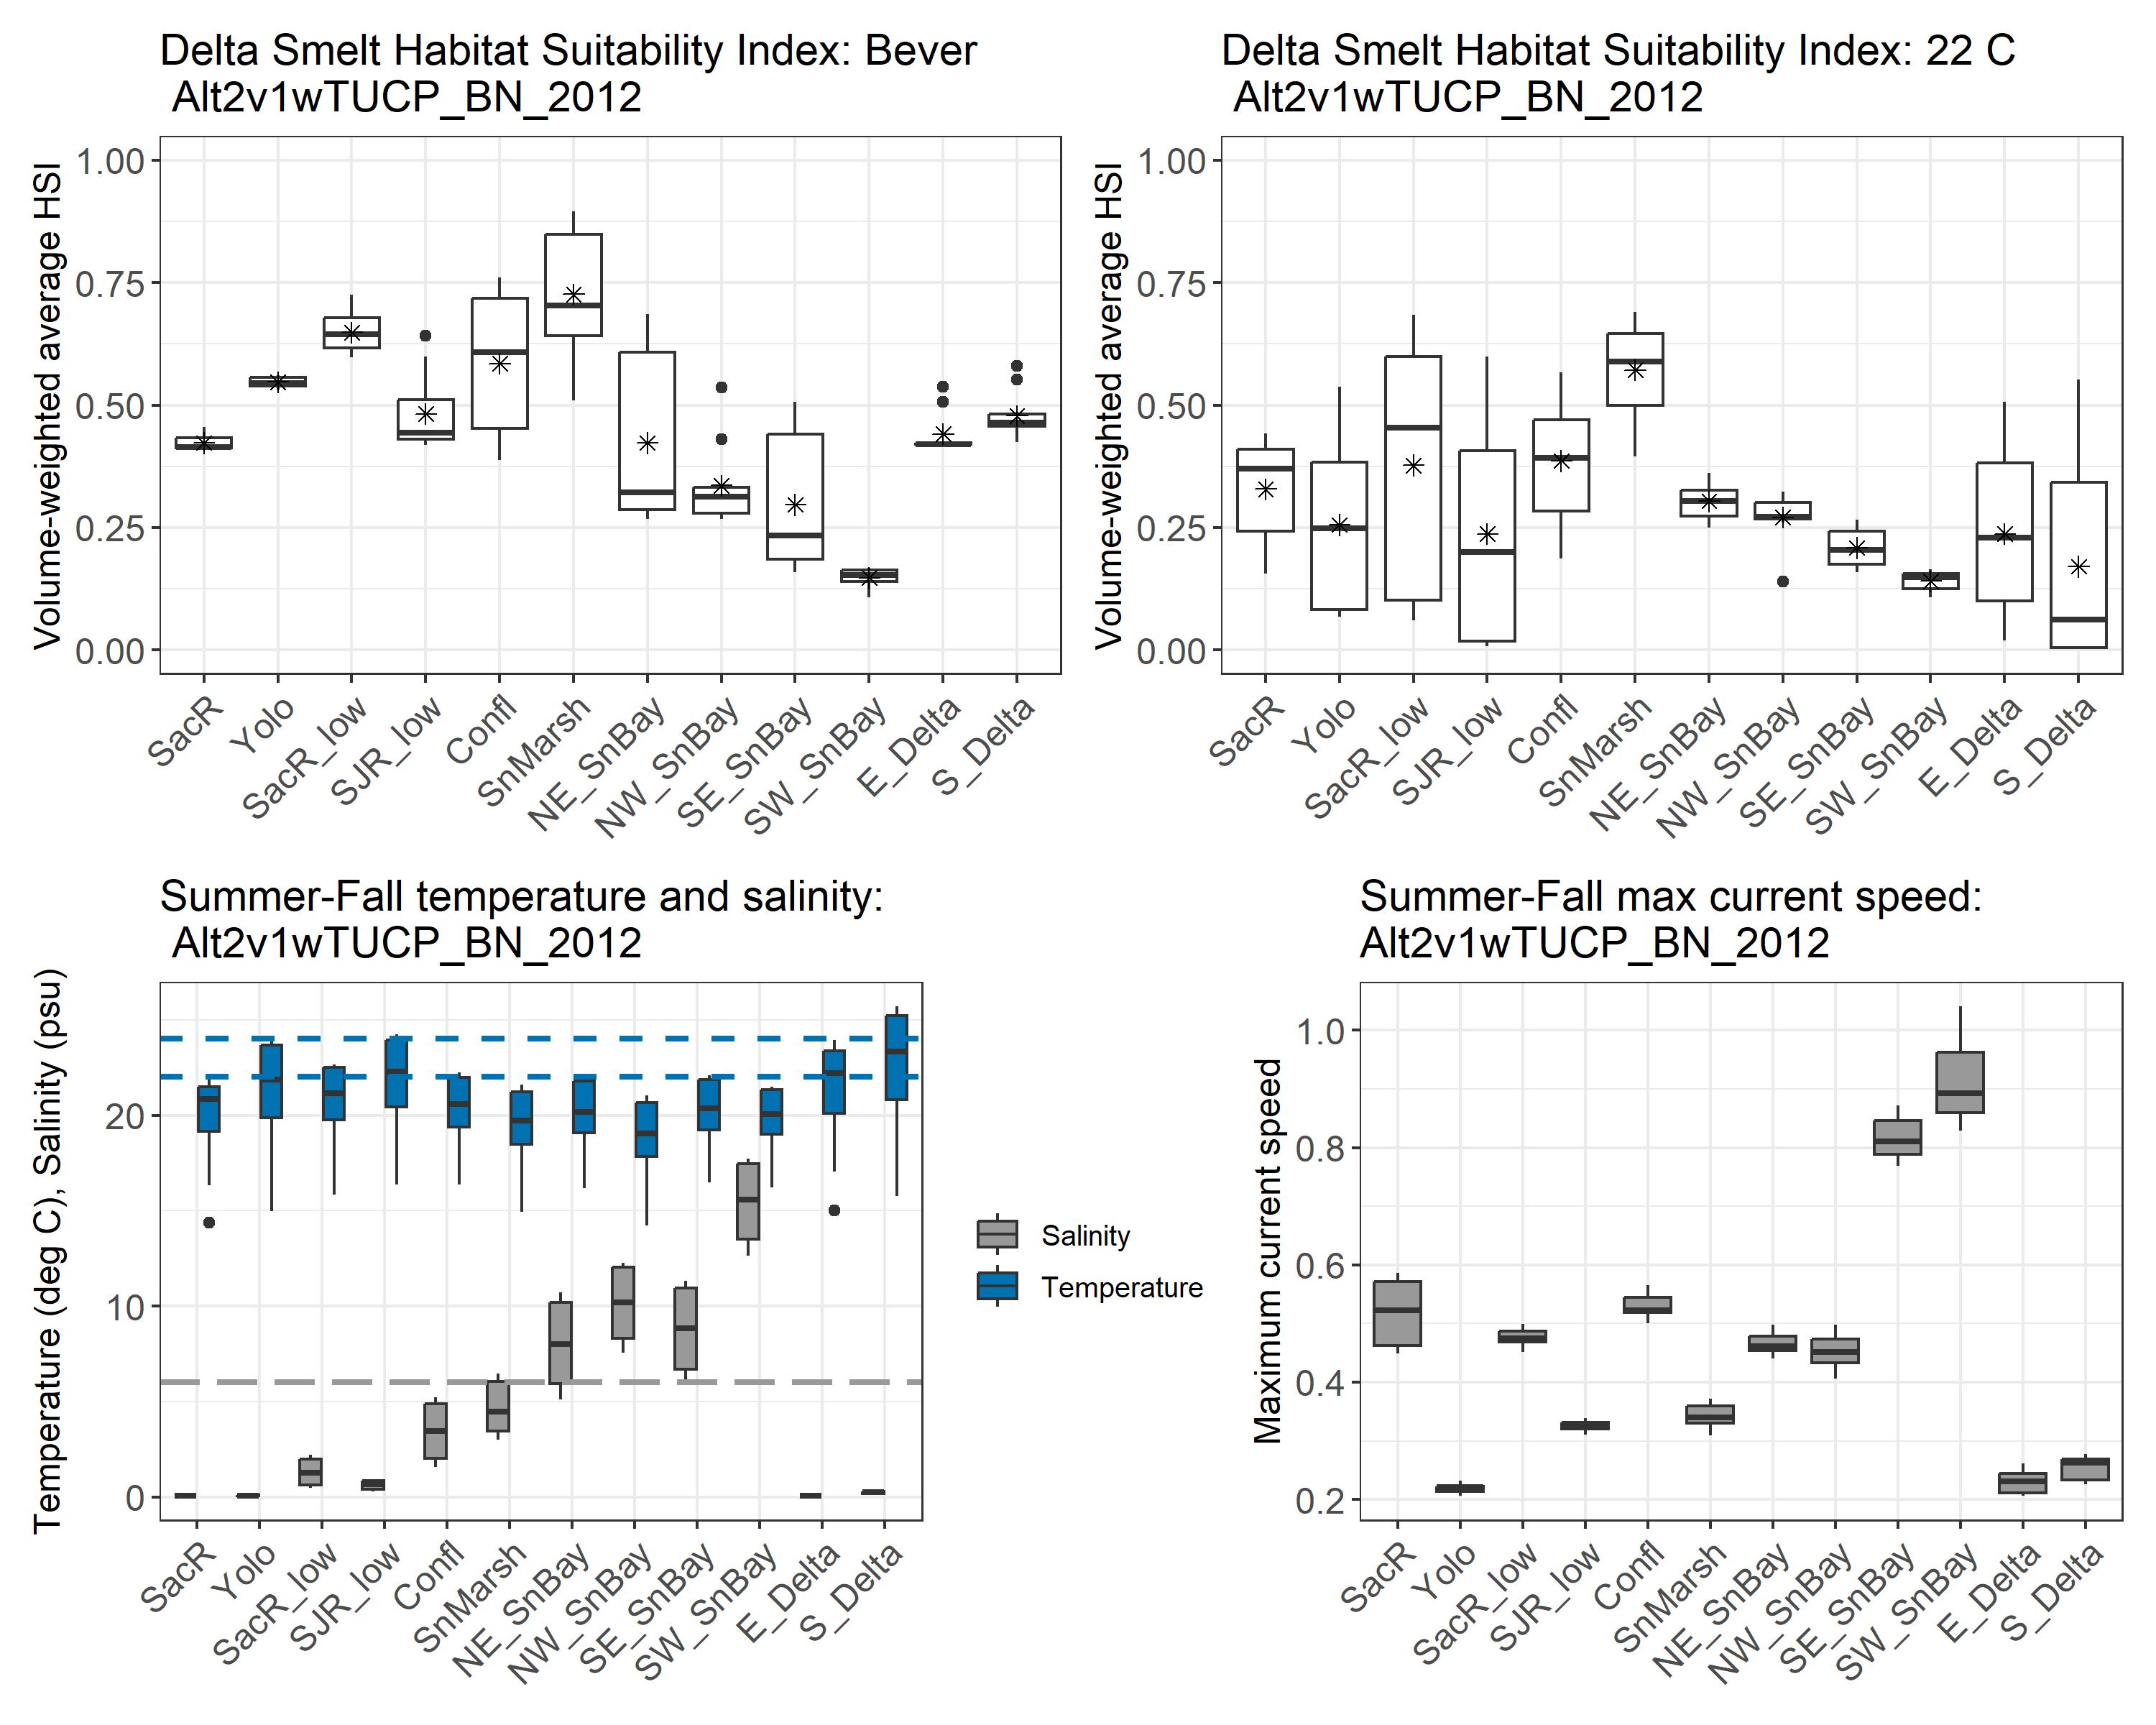 Delta Smelt Habitat Suitability Index: Bever
Alt2v1wTUCP_BN_2012
Volume-weighted average HSI
1.00
0.75
0.50
0.25
0.00
SacR
Yolo
SacR_low
SJR_low
Confl
SnMarsh
NE_SnBay
NW_SnBay
SE_SnBay
SW_SnBay
E_Delta
S_Delta
Delta Smelt Habitat Suitability Index: 22 C
Alt2v1wTUCP_BN_2012
Volume-weighted average HSI
1.00
0.75
0.50
0.25
0.00
SacR
Yolo
SacR_low
SJR_low
Confl
SnMarsh
NE_SnBay
NW_SnBay
SE_SnBay
SW_SnBay
E_Delta
S_Delta
Summer-Fall temperature and salinity:
Alt2v1wTUCP_BN_2012
Temperature (deg C), Salinity (psu)
20
10
0
SacR
Yolo
SacR_low
SJR_low
Confl
SnMarsh
NE_SnBay
NW_SnBay
SE_SnBay
SW_SnBay
E_Delta
S_Delta
Salinity
Temperature
Summer-Fall max current speed:
Alt2v1wTUCP_BN_2012
Maximum current speed
1.0
0.8
0.6
0.4
0.2
SacR
Yolo
SacR_low
SJR_low
Confl
SnMarsh
NE_SnBay
NW_SnBay
SE_SnBay
SW_SnBay
E_Delta
S_Delta